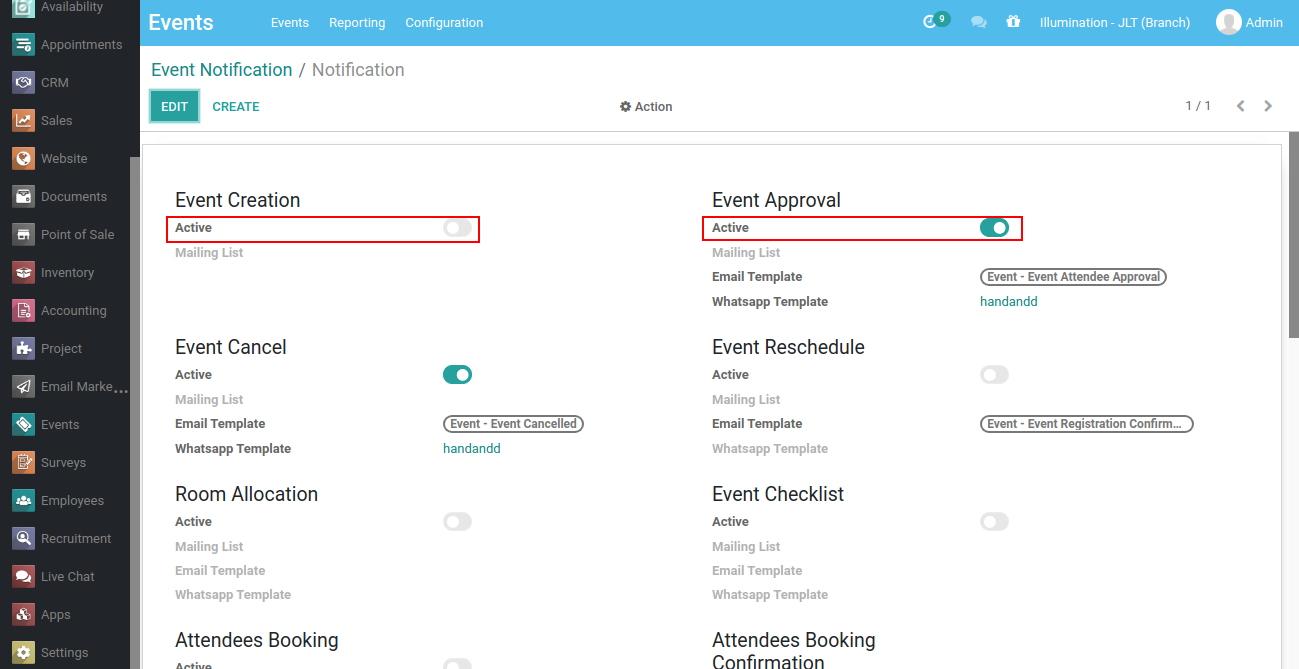 Availability
Appointments
CRM
Sales
Website
Documents
Point of Sale
Inventory
Accounting
Project
Email Marke...
Events
Surveys
Employees
Recruitment
Live Chat
Apps
Settings
Events
Events Reporting Configuration
9
Illumination - JLT (Branch)
Admin
Event Notification / Notification
EDIT CREATE
Action
1 / 1
Event Creation
Active
Mailing List
Event Approval
Active
Mailing List
Email Template Event - Event Attendee Approval
Whatsapp Template handandd
Event Cancel
Active
Mailing List
Email Template Event - Event Cancelled
Whatsapp Template handandd
Event Reschedule
Active
Mailing List
Email Template Event - Event Registration Confirm...
Whatsapp Template
Room Allocation
Active
Mailing List
Email Template
Whatsapp Template
Event Checklist
Active
Mailing List
Email Template
Whatsapp Template
Attendees Booking
Active
Attendees Booking
Confirmation